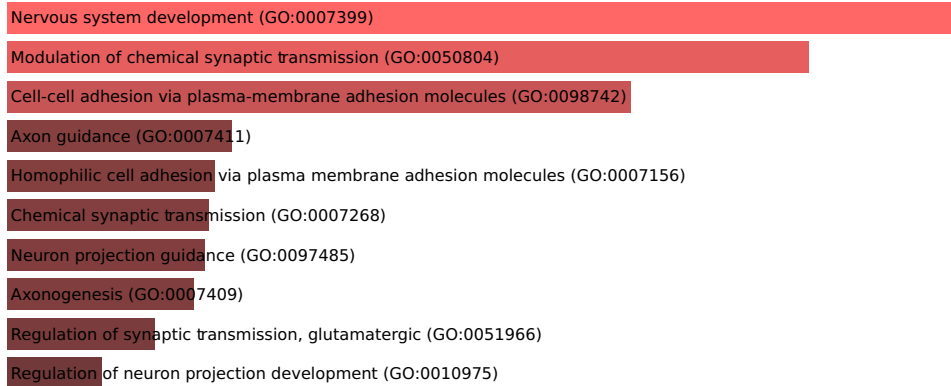 Nervous system development (GO:0007399)
Modulation of chemical synaptic transmission (GO:0050804)
Cell-cell adhesion via plasma-membrane adhesion molecules (GO:0098742)
Axon guidance (GO:0007411)
Homophilic cell adhesion via plasma membrane adhesion molecules (GO:0007156)
Chemical synaptic transmission (GO:0007268)
Neuron projection guidance (GO:0097485)
Axonogenesis (GO:0007409)
Regulation of synaptic transmission, glutamatergic (GO:0051966)
Regulation of neuron projection development (GO:0010975)